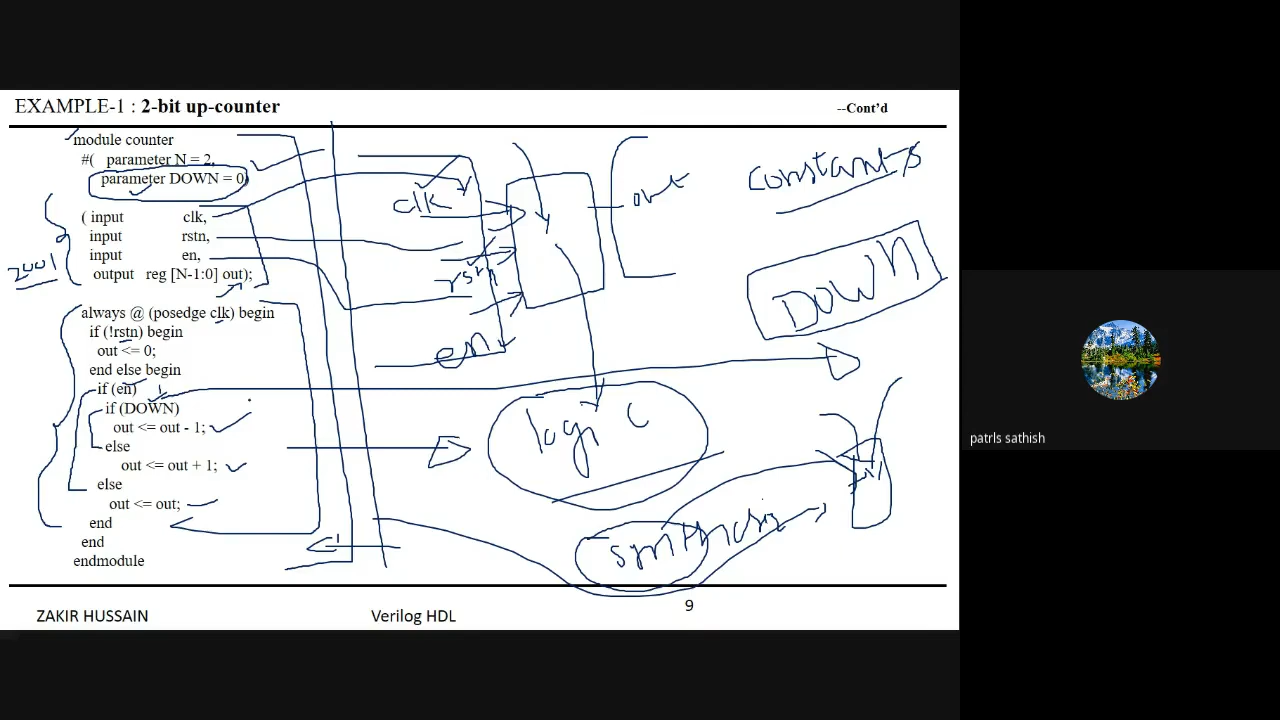 EXAMPLE-1 : 2-bit up-counter
--Cont'd
module counter
#( parameter N = 2,
parameter DOWN = 0)
( input clk,
input rstn,
input en,
output reg [N-1:0] out);
always @ (posedge clk) begin
if (!rstn) begin
out <= 0;
end else begin
if (en)
if (DOWN)
out <= out - 1;
else
out <= out + 1;
else
out <= out;
end
end
endmodule
2001
clk
rstn
en
out
constants
DOWN
logic
synthesis
ZAKIR HUSSAIN
Verilog HDL
9
patrls sathish